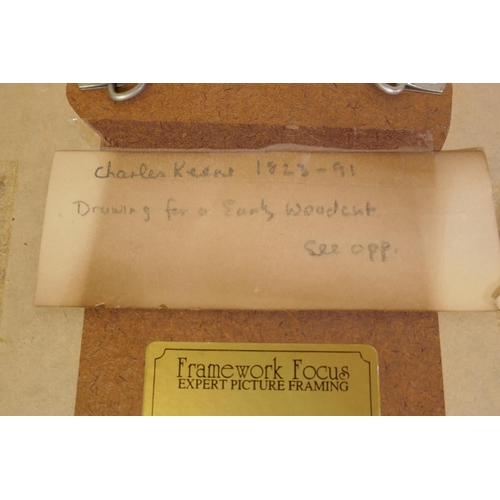 Charles Keene 1823-91
Drawing for a Early Woodcut
See opp.
Framework Focus
EXPERT PICTURE FRAMING